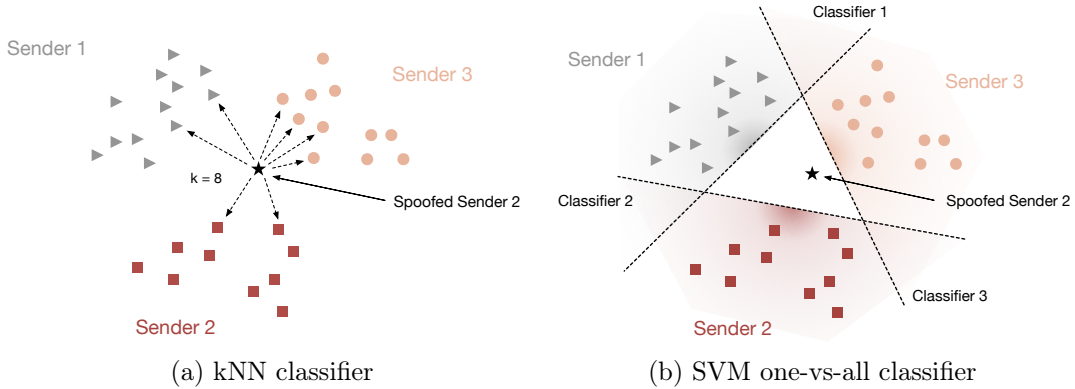 Sender 1
Sender 3
k = 8
Spoofed Sender 2
Sender 2
(a) kNN classifier
Classifier 1
Sender 1
Sender 3
Classifier 2
Spoofed Sender 2
Classifier 3
Sender 2
(b) SVM one-vs-all classifier